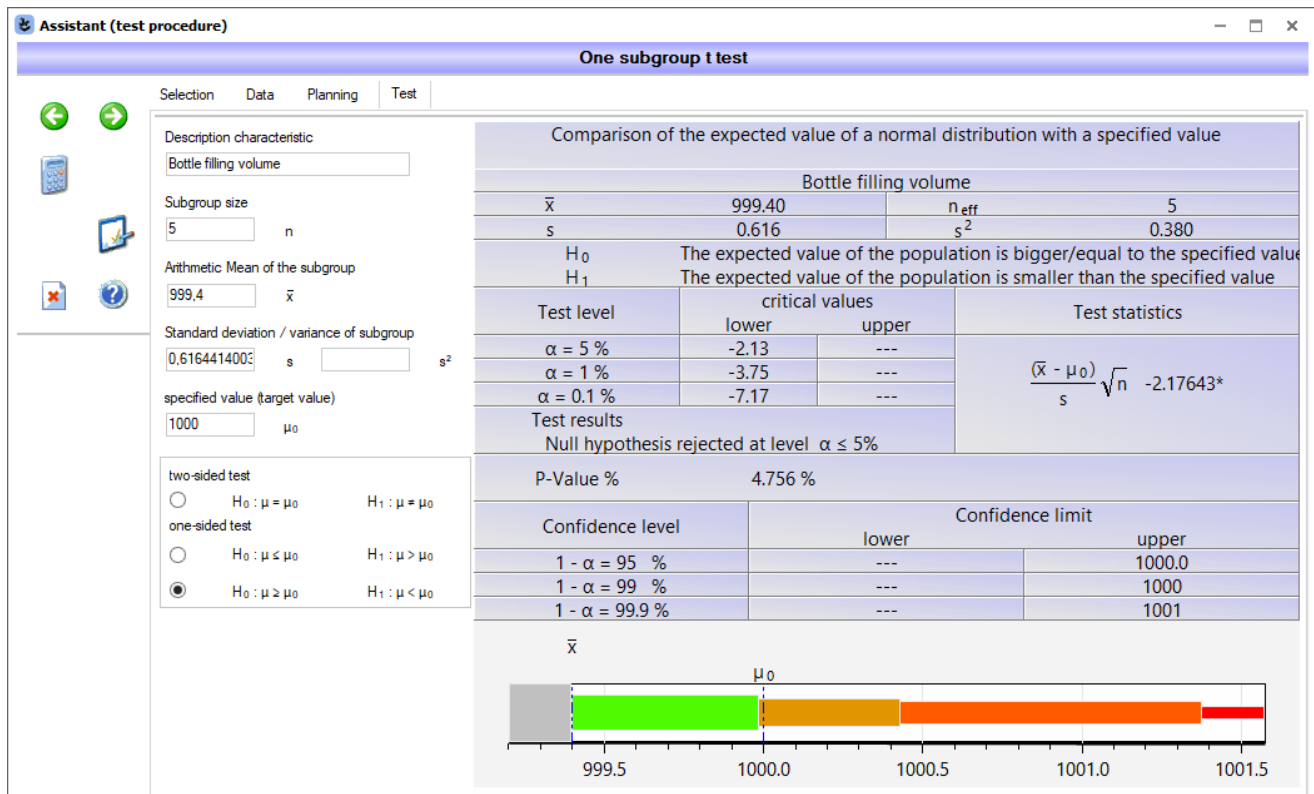 Assistant (test procedure)
One subgroup t test
Selection Data Planning Test
Description characteristic
Bottle filling volume
Subgroup size
5 n
Arithmetic Mean of the subgroup
999,4 x̅
Standard deviation / variance of subgroup
0,6164414003 s s²
specified value (target value)
1000 μ₀
two-sided test
H₀ : μ = μ₀ H₁ : μ ≠ μ₀
one-sided test
H₀ : μ ≤ μ₀ H₁ : μ > μ₀
H₀ : μ ≥ μ₀ H₁ : μ < μ₀
Comparison of the expected value of a normal distribution with a specified value
Bottle filling volume
x̅ 999.40 n eff 5
s 0.616 s² 0.380
H₀ The expected value of the population is bigger/equal to the specified value
H₁ The expected value of the population is smaller than the specified value
Test level critical values Test statistics
lower upper
α = 5 % -2.13 ---
α = 1 % -3.75 ---
α = 0.1 % -7.17 ---
(x̅ - μ₀) / s √n -2.17643*
Test results
Null hypothesis rejected at level α ≤ 5%
P-Value % 4.756 %
Confidence level Confidence limit
lower upper
1 - α = 95 % --- 1000.0
1 - α = 99 % --- 1000
1 - α = 99.9 % --- 1001
x̅
μ₀
999.5 1000.0 1000.5 1001.0 1001.5